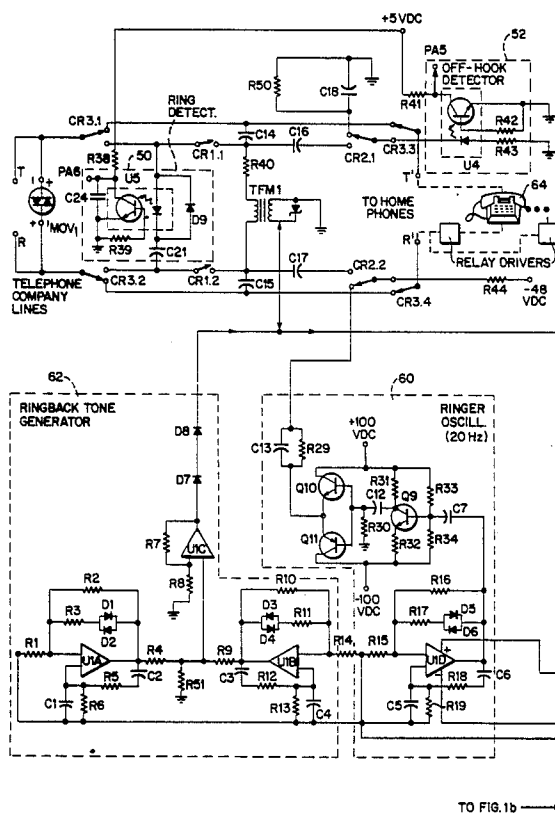 +5 VDC
PA5
52
OFF-HOOK
DETECTOR
R50
C18
R41
R42
R43
U4
RING
DETECT.
CR3.1
C14
C16
CR2.1
CR3.3
R38
50
CR1.1
R40
PA6
U5
C24
D9
R39
C21
TFM1
T
R
MOV1
T'
64
TO HOME
PHONES
R'
RELAY DRIVERS
TELEPHONE
COMPANY
LINES
CR3.2
CR1.2
C15
C17
CR2.2
CR3.4
R44
-48
VDC
62
RINGBACK TONE
GENERATOR
60
RINGER
OSCILL.
(20 Hz)
+100
VDC
D8
C13
R29
D7
Q10
R31
Q9
R33
C12
C7
R30
Q11
R32
R34
R7
U1C
R8
-100
VDC
R2
R10
R16
R3
D1
D2
D3
D4
R11
R17
D5
D6
R1
U1A
R4
R9
U1B
R14
R15
U1D
R5
C2
R51
C3
R12
R18
C6
C1
R6
R13
C4
C5
R19
TO FIG.1b